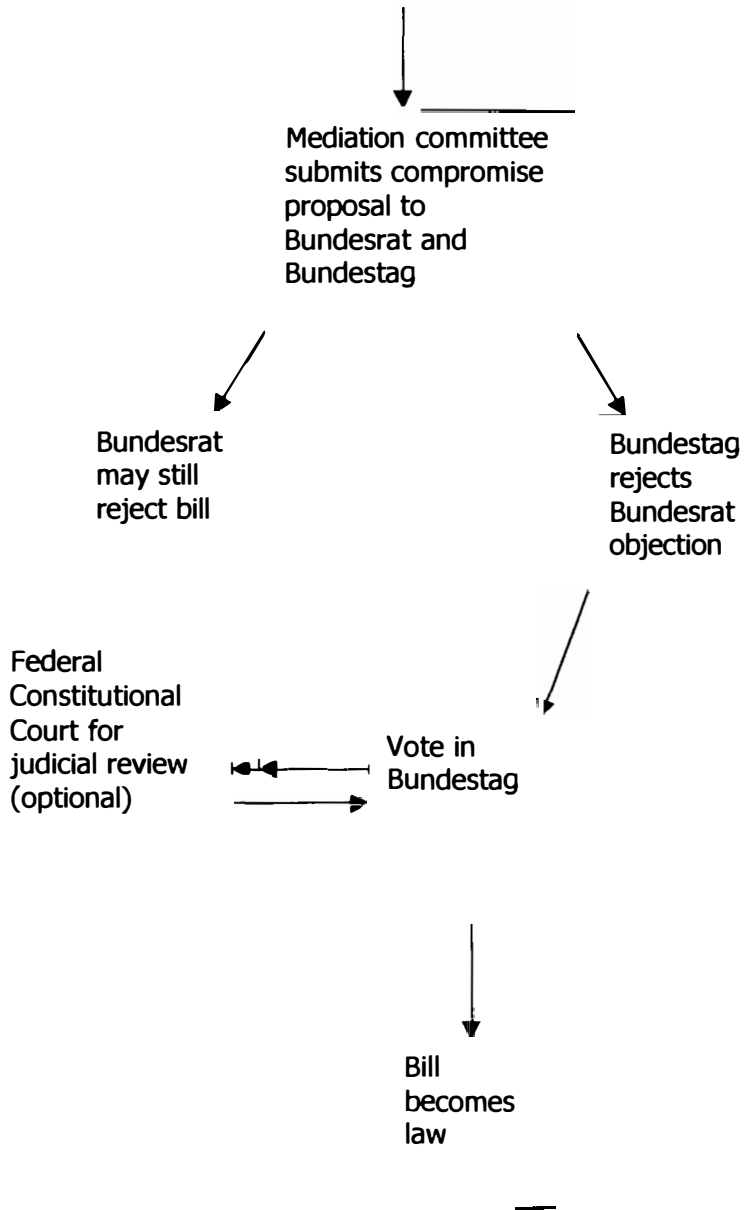 Mediation committee
submits compromise
proposal to
Bundesrat and
Bundestag
Bundesrat
may still
reject bill
Bundestag
rejects
Bundesrat
objection
Federal
Constitutional
Court for
judicial review
(optional)
Vote in
Bundestag
Bill
becomes
law